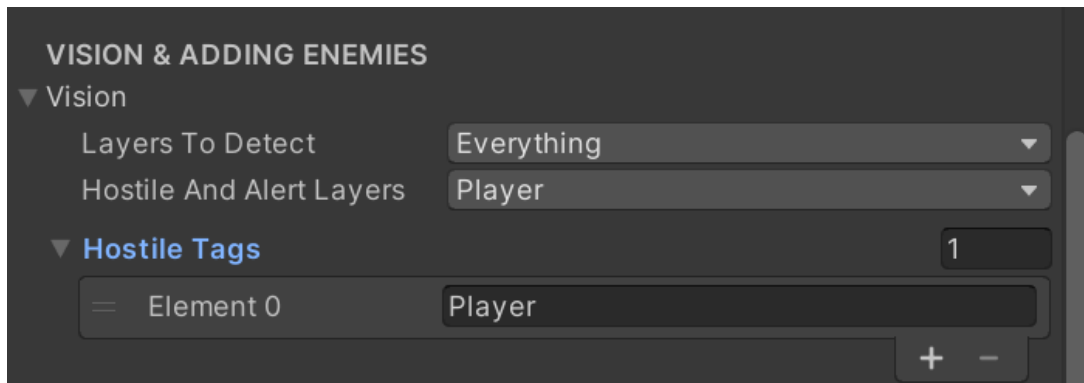 VISION & ADDING ENEMIES
Vision
Layers To Detect Everything
Hostile And Alert Layers Player
Hostile Tags 1
Element 0 Player
+ -